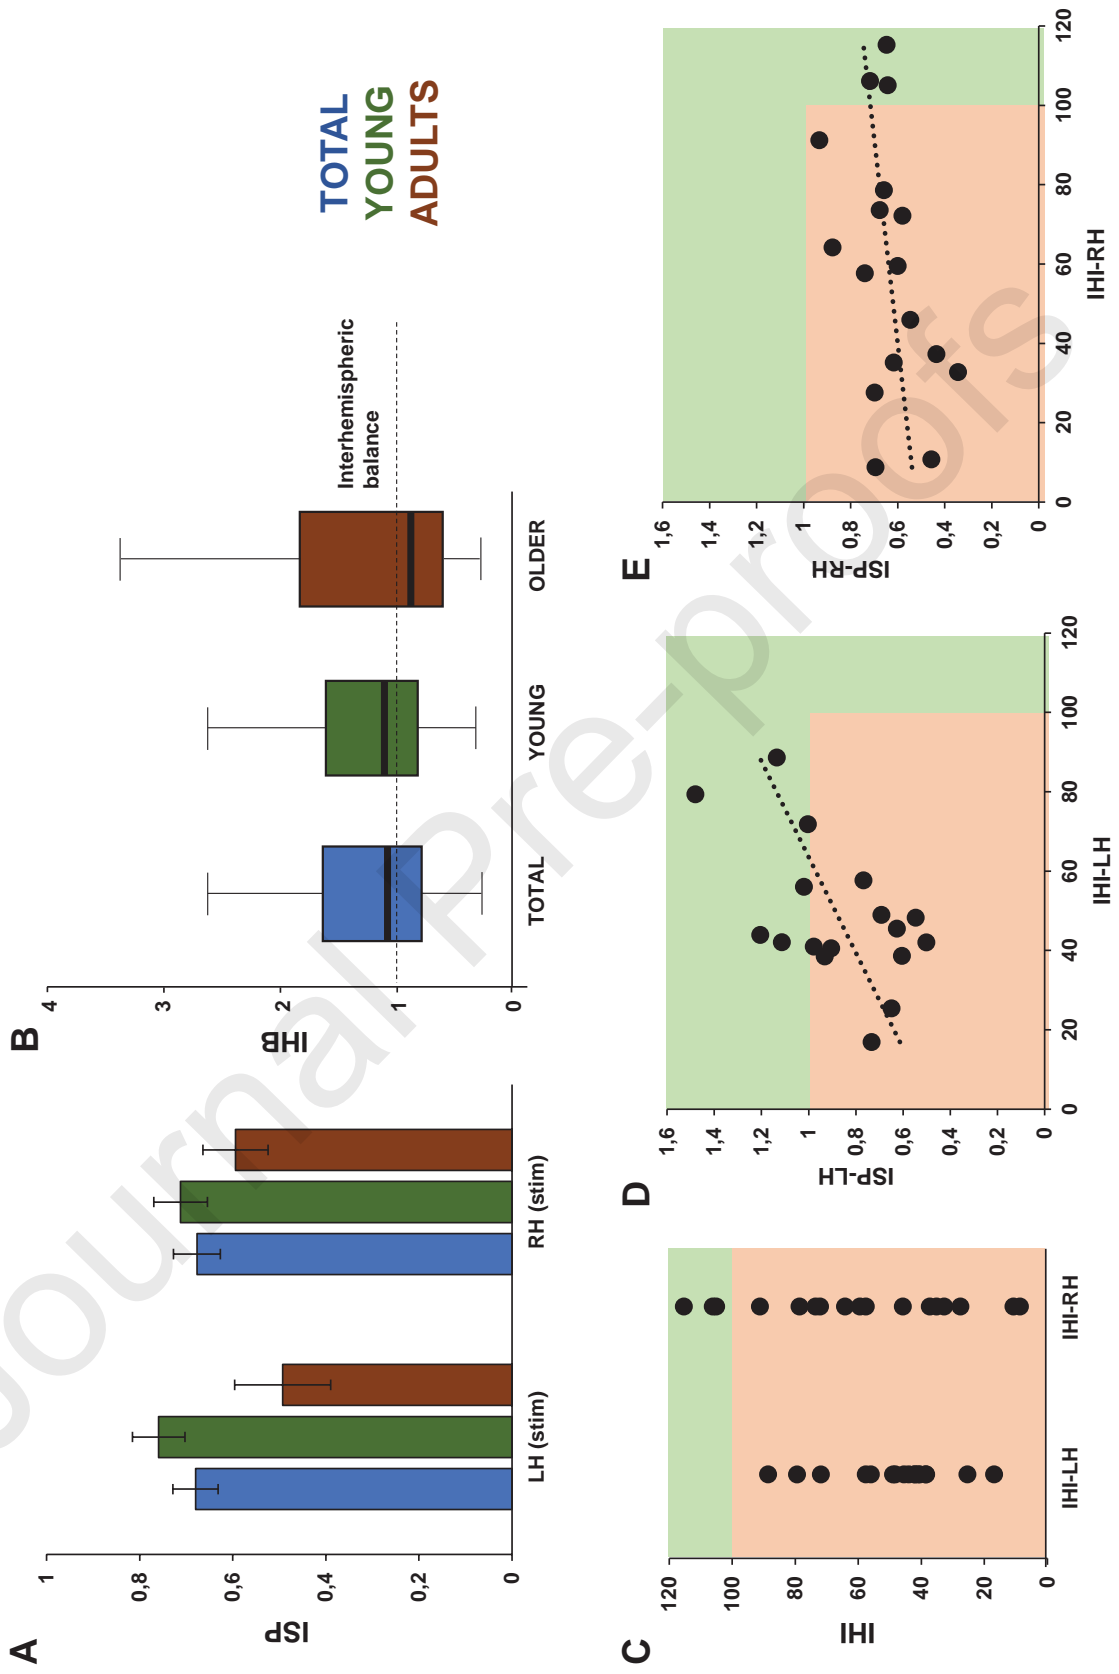 A
ISP
1
0,8
0,6
0,4
0,2
0
LH (stim)
RH (stim)
B
IHB
4
3
2
1
0
TOTAL
YOUNG
OLDER
Interhemispheric
balance
TOTAL
YOUNG
ADULTS
C
IHI
120
100
80
60
40
20
0
IHI-LH
IHI-RH
D
ISP-LH
1,6
1,4
1,2
1
0,8
0,6
0,4
0,2
0
0
20
40
60
80
100
120
IHI-LH
E
ISP-RH
1,6
1,4
1,2
1
0,8
0,6
0,4
0,2
0
0
20
40
60
80
100
120
IHI-RH
Journal Pre-proofs